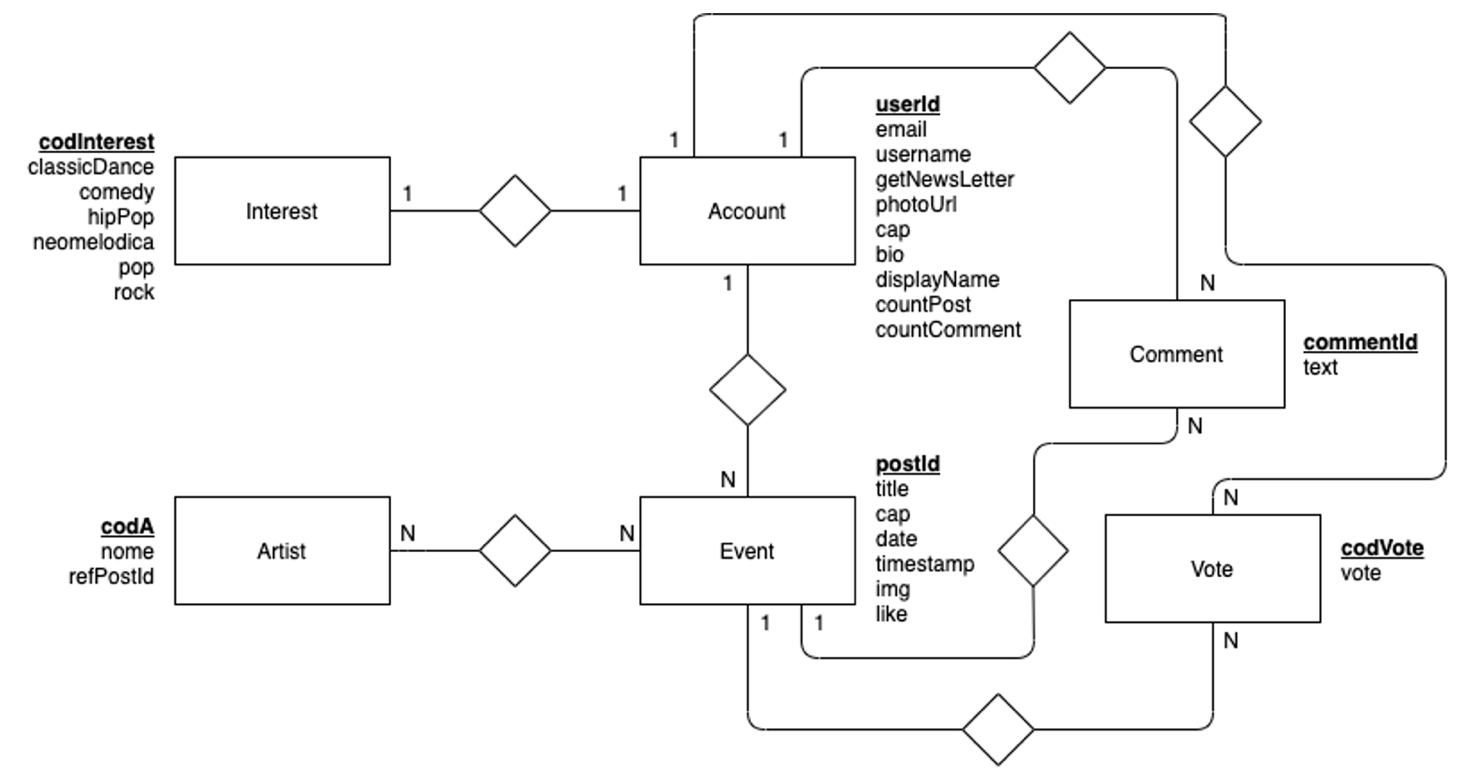 1
1
userId
email
username
getNewsLetter
photoUrl
cap
bio
displayName
countPost
countComment
codInterest
classicDance
comedy
hipPop
neomelodica
pop
rock
Interest
1
1
Account
1
N
Comment
commentId
text
N
N
postId
title
cap
date
timestamp
img
like
codA
nome
refPostId
Artist
N
N
Event
1
1
N
Vote
codVote
vote
N